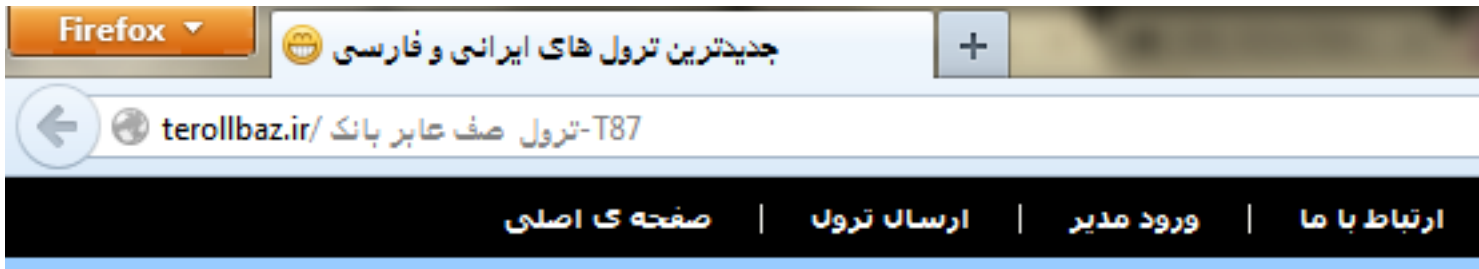 Firefox
جدیدترین ترول های ایرانی و فارسی
terollbaz.ir/ترول صف عابر بانک-T87
صفحه ی اصلی | ارسال ترول | ورود مدیر | ارتباط با ما